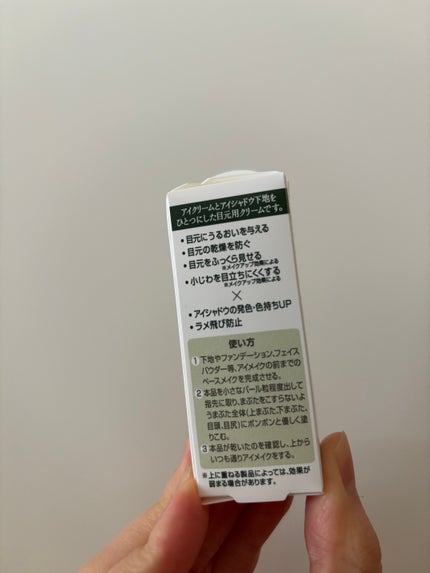 アイクリームとアイシャドウ下地を
ひとつにした目元用クリームです。
•目元にうるおいを与える
•目元の乾燥を防ぐ
•目元をふっくら見せる
※メイクアップ効果による
•小じわを目立ちにくくする
※メイクアップ効果による
×
•アイシャドウの発色・色持ちUP
•ラメ飛び防止
使い方
1 下地やファンデーション、フェイス
パウダー等、アイメイクの前までの
ベースメイクを完成させる。
2 本品を小さなパール粒程度出して
指先に取り、まぶたをこすらないよ
うまぶた全体(上まぶた、下まぶた、
目頭、目尻)にポンポンと優しく塗
りこむ。
3 本品が乾いたのを確認し、上から
いつも通りアイメイクをする。
※上に重ねる製品によっては、効果が
弱まる場合があります。